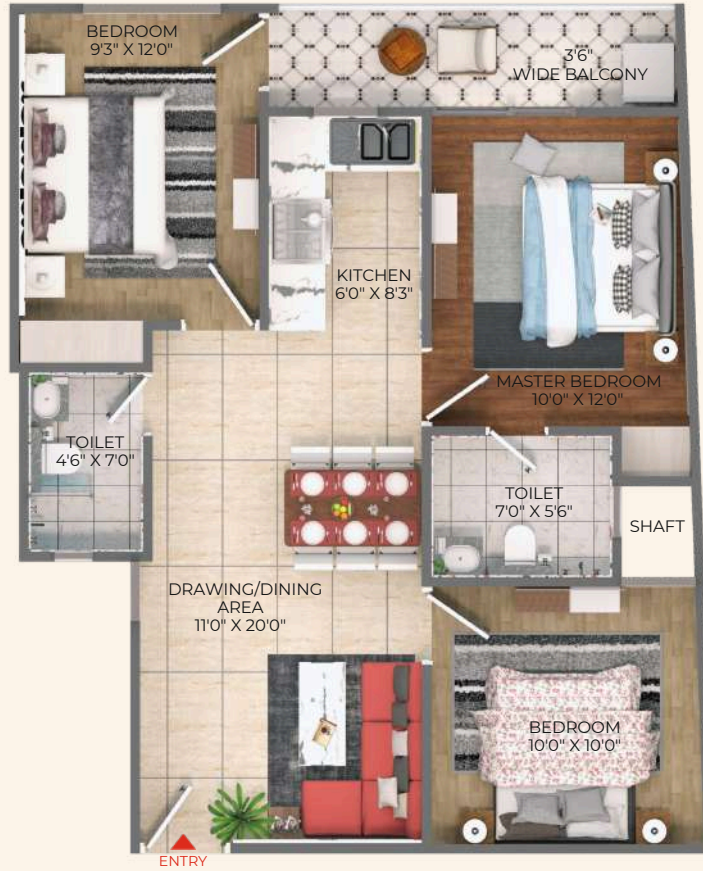 BEDROOM
9'3" X 12'0"
3'6"
WIDE BALCONY
KITCHEN
6'0" X 8'3"
MASTER BEDROOM
10'0" X 12'0"
TOILET
4'6" X 7'0"
TOILET
7'0" X 5'6"
SHAFT
DRAWING/DINING
AREA
11'0" X 20'0"
BEDROOM
10'0" X 10'0"
ENTRY